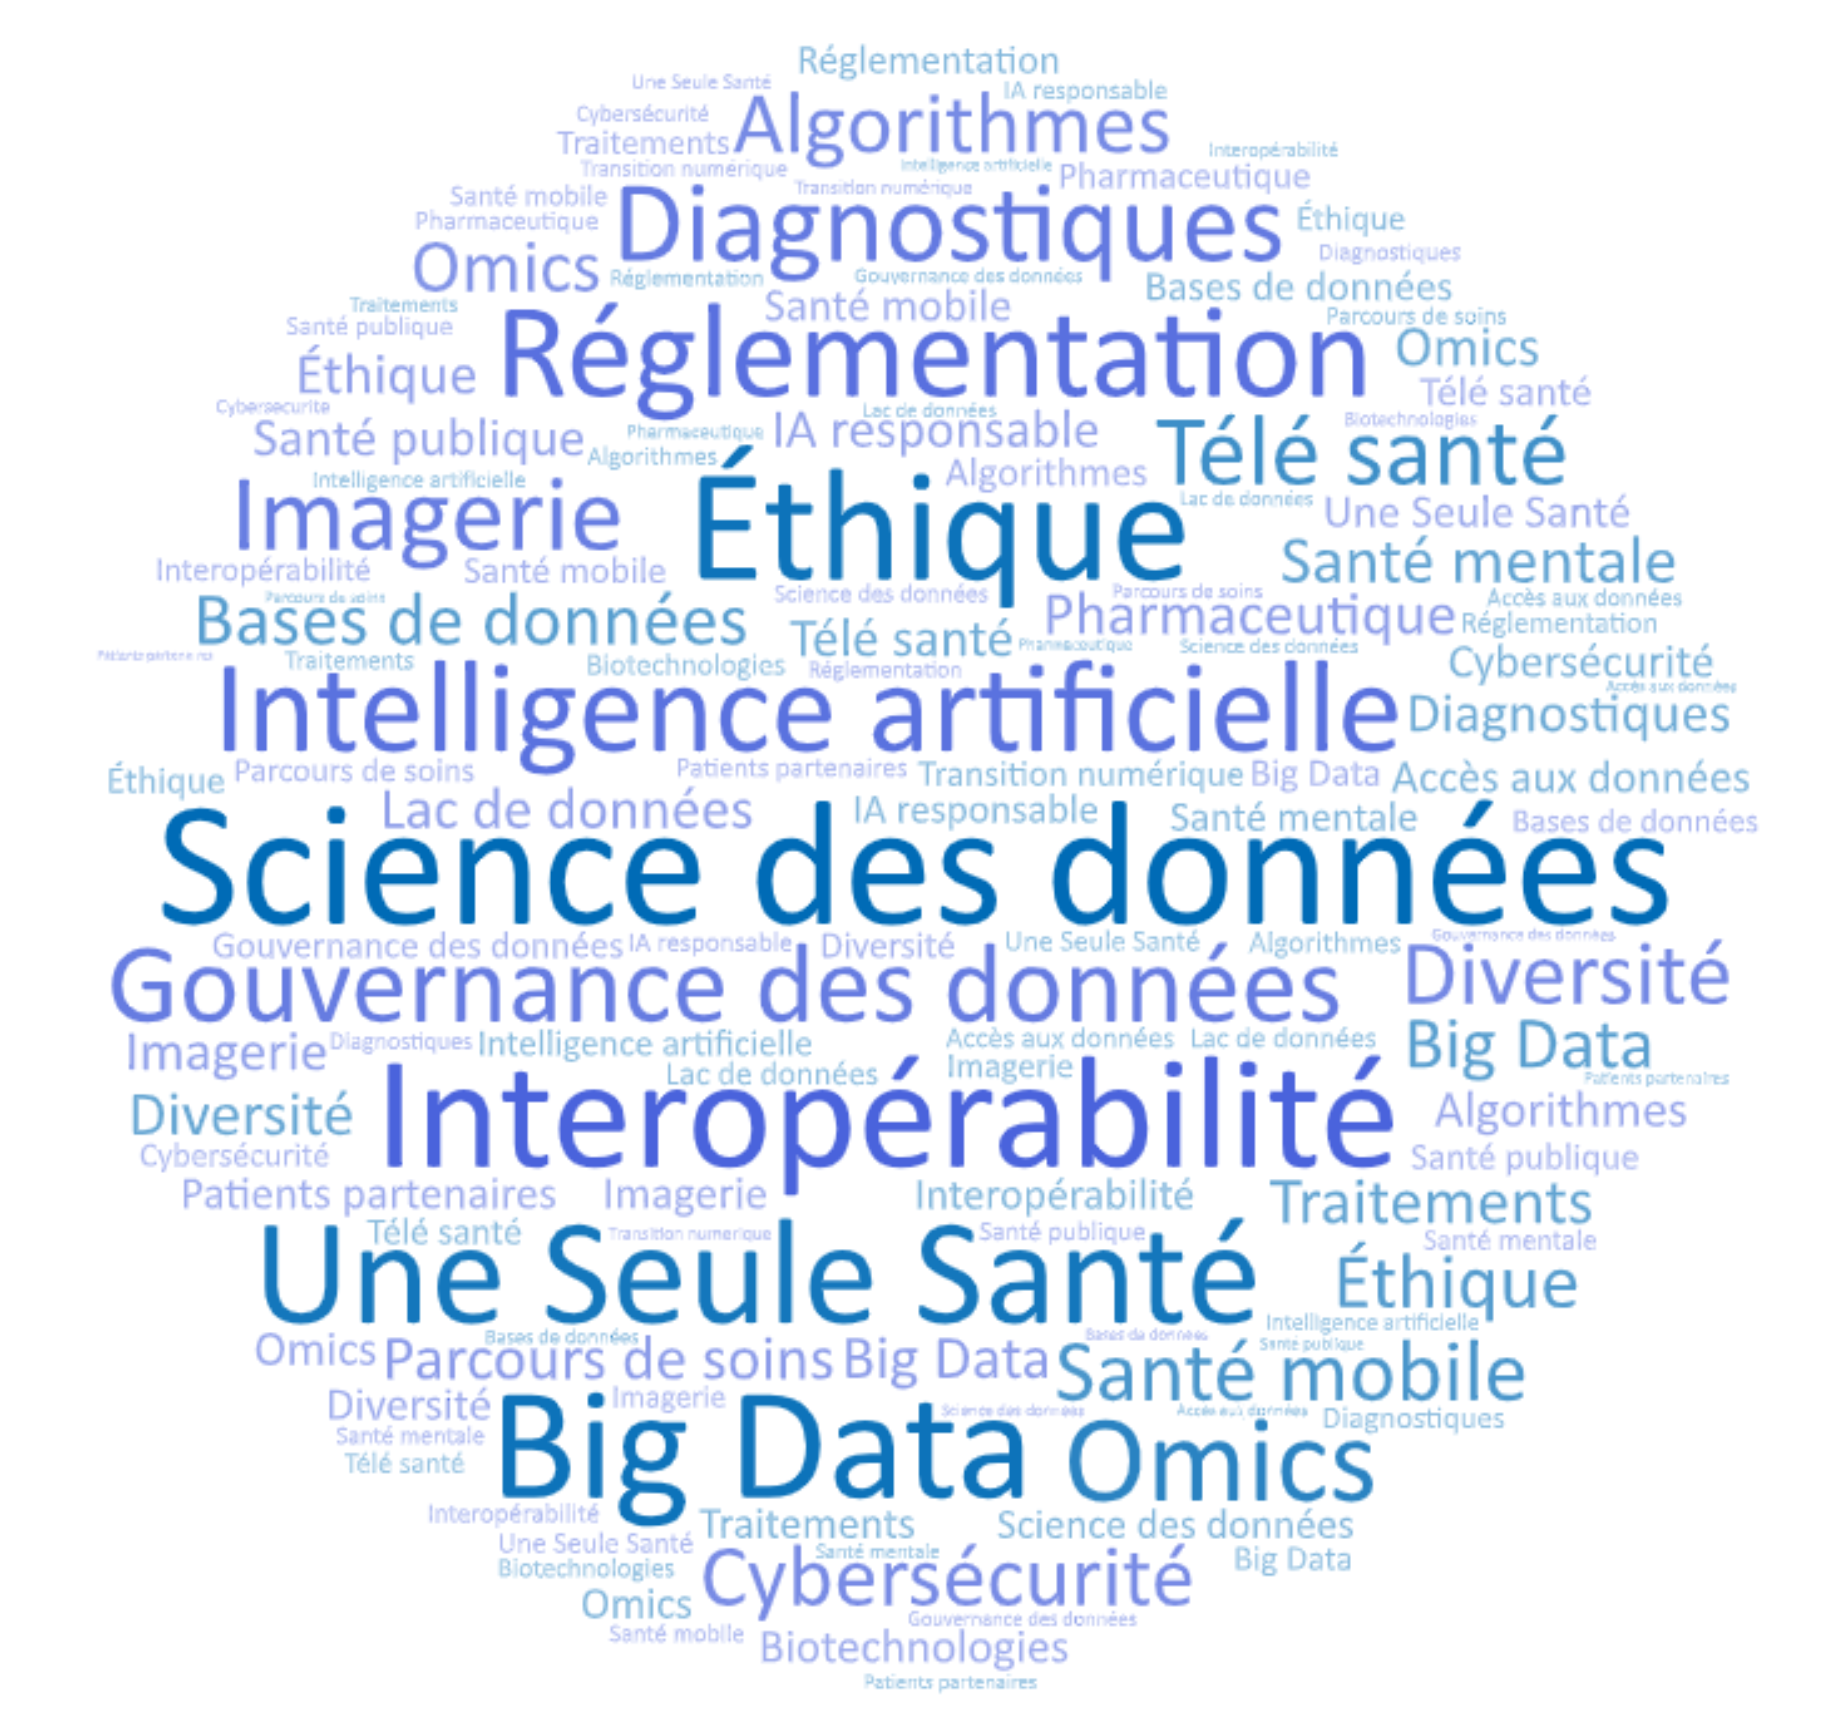 Réglementation
Une Seule Santé
IA responsable
Cybersécurité
Algorithmes
Traitements
Interopérabilité
Transition numérique
Intelligence artificielle
Pharmaceutique
Santé mobile
Transition numérique
Pharmaceutique
Diagnostiques
Éthique
Diagnostiques
Omics
Réglementation
Gouvernance des données
Bases de données
Traitements
Santé mobile
Parcours de soins
Santé publique
Réglementation
Omics
Éthique
Télé santé
Cybersecurite
Lac de données
Biotechnologies
Santé publique
Pharmaceutique
IA responsable
Télé santé
Algorithmes
Algorithmes
Intelligence artificielle
Imagerie
Éthique
Lac de données
Une Seule Santé
Interopérabilité
Santé mobile
Santé mentale
Parcours de soins
Science des données
Parcours de soins
Accès aux données
Bases de données
Télé santé
Pharmaceutique
Réglementation
Pharmaceutique
Science des données
Patients partenaires
Traitements
Biotechnologies
Réglementation
Cybersécurité
Accès aux données
Intelligence artificielle
Diagnostiques
Éthique
Parcours de soins
Patients partenaires
Transition numérique
Big Data
Accès aux données
Lac de données
IA responsable
Santé mentale
Bases de données
Science des données
Gouvernance des données
IA responsable
Diversité
Une Seule Santé
Algorithmes
Gouvernance des données
Gouvernance des données
Diversité
Imagerie
Diagnostiques
Intelligence artificielle
Accès aux données
Lac de données
Big Data
Lac de données
Imagerie
Patients partenaires
Diversité
Interopérabilité
Algorithmes
Cybersécurité
Santé publique
Patients partenaires
Imagerie
Interopérabilité
Traitements
Télé santé
Transition numerique
Santé publique
Santé mentale
Une Seule Santé
Éthique
Intelligence artificielle
Omics
Bases de données
Parcours de soins
Big Data
Bases de données
Santé publique
Santé mobile
Diversité
Imagerie
Science des données
Accès aux données
Diagnostiques
Santé mentale
Big Data
Omics
Télé santé
Interopérabilité
Traitements
Science des données
Une Seule Santé
Santé mentale
Big Data
Biotechnologies
Cybersécurité
Omics
Gouvernance des données
Santé mobile
Biotechnologies
Patients partenaires